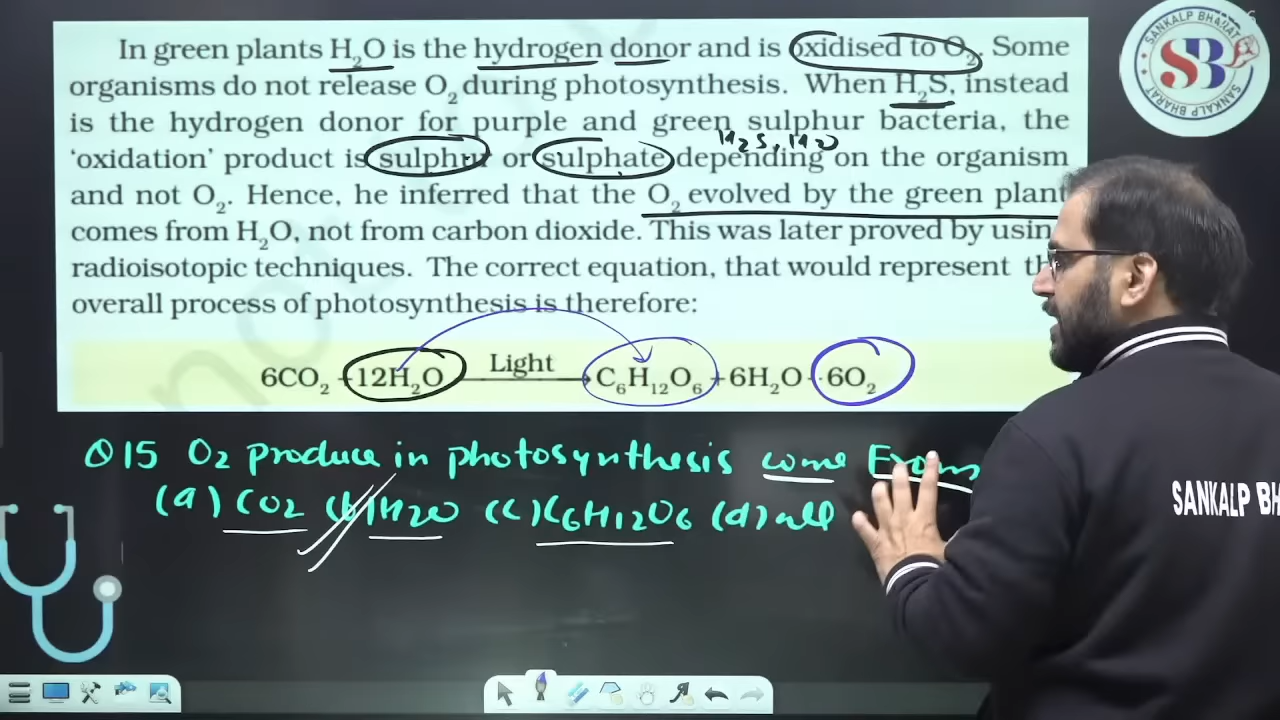 In green plants H₂O is the hydrogen donor and is oxidised to O₂. Some
organisms do not release O₂ during photosynthesis. When H₂S, instead
is the hydrogen donor for purple and green sulphur bacteria, the
H₂S, H₂O
'oxidation' product is sulphur or sulphate depending on the organism
and not O₂. Hence, he inferred that the O₂ evolved by the green plant
comes from H₂O, not from carbon dioxide. This was later proved by usin
radioisotopic techniques. The correct equation, that would represent th
overall process of photosynthesis is therefore:
6CO₂ + 12H₂O Light C₆H₁₂O₆ + 6H₂O 6O₂
Q15 O₂ produce in photosynthesis come
(a) CO₂ (b) H₂O (c) C₆H₁₂O₆ (d) all
SANKALP BHARAT
SB
SANKALP BHARAT
SANKALP BH